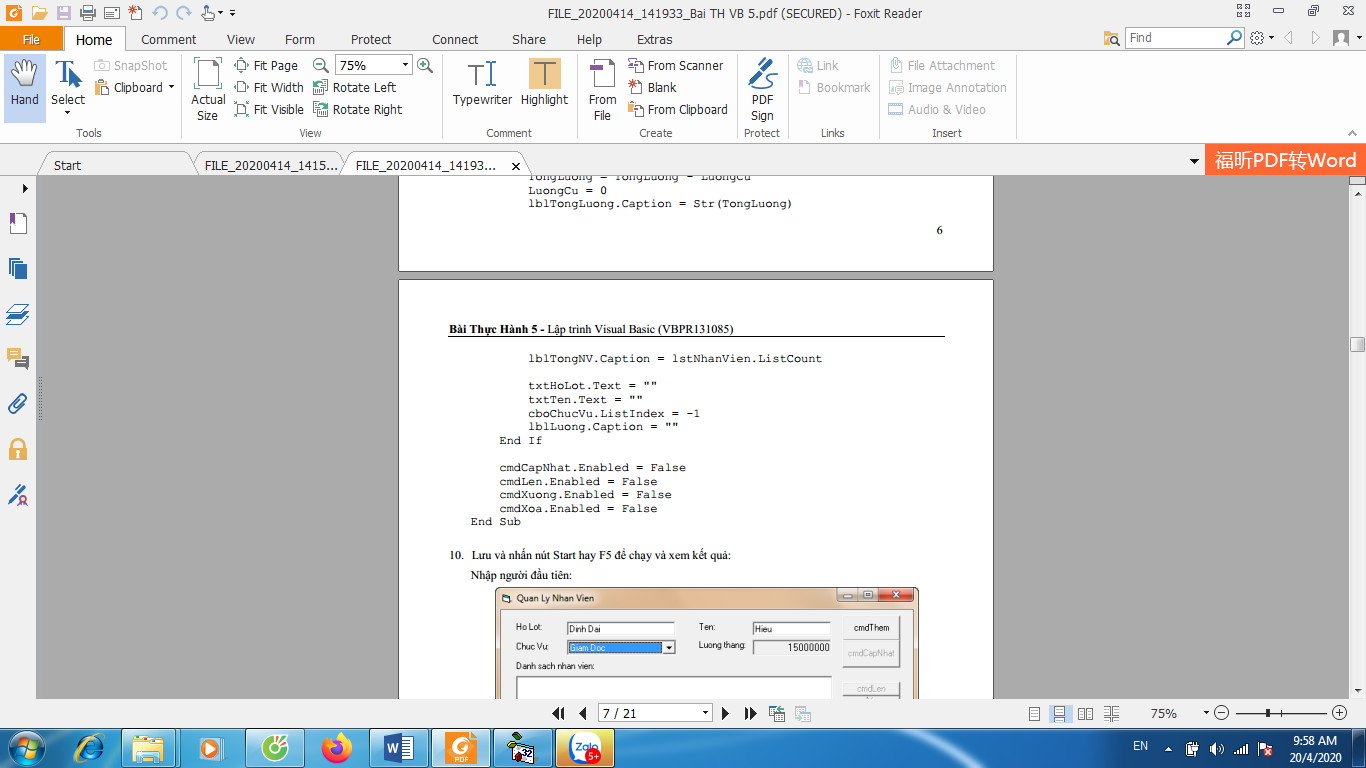 FILE_20200414_141933_Bai TH VB 5.pdf (SECURED) - Foxit Reader
File Home Comment View Form Protect Connect Share Help Extras Find
Hand Select SnapShot Clipboard Tools
Actual Size Fit Page Fit Width Fit Visible 75% Rotate Left Rotate Right View
Typewriter Highlight Comment
From File From Scanner Blank From Clipboard Create
PDF Sign Protect
Link Bookmark Links
File Attachment Image Annotation Audio & Video Insert
Start FILE_20200414_1415... FILE_20200414_14193... 福昕PDF转Word
TongLuong = TongLuong - LuongCu
LuongCu = 0
lblTongLuong.Caption = Str(TongLuong)
6
Bài Thực Hành 5 - Lập trình Visual Basic (VBPR131085)
lblTongNV.Caption = lstNhanVien.ListCount
txtHoLot.Text = ""
txtTen.Text = ""
cboChucVu.ListIndex = -1
lblLuong.Caption = ""
End If
cmdCapNhat.Enabled = False
cmdLen.Enabled = False
cmdXuong.Enabled = False
cmdXoa.Enabled = False
End Sub
10. Lưu và nhấn nút Start hay F5 để chạy và xem kết quả:
Nhập người đầu tiên:
Quan Ly Nhan Vien
Ho Lot: Dinh Dai Ten: Hieu cmdThem
Chuc Vu: Giam Doc Luong thang: 15000000 cmdCapNhat
Danh sach nhan vien:
cmdLen
7 / 21 75%
PDF 32 Zalo 5+
EN 9:58 AM
20/4/2020